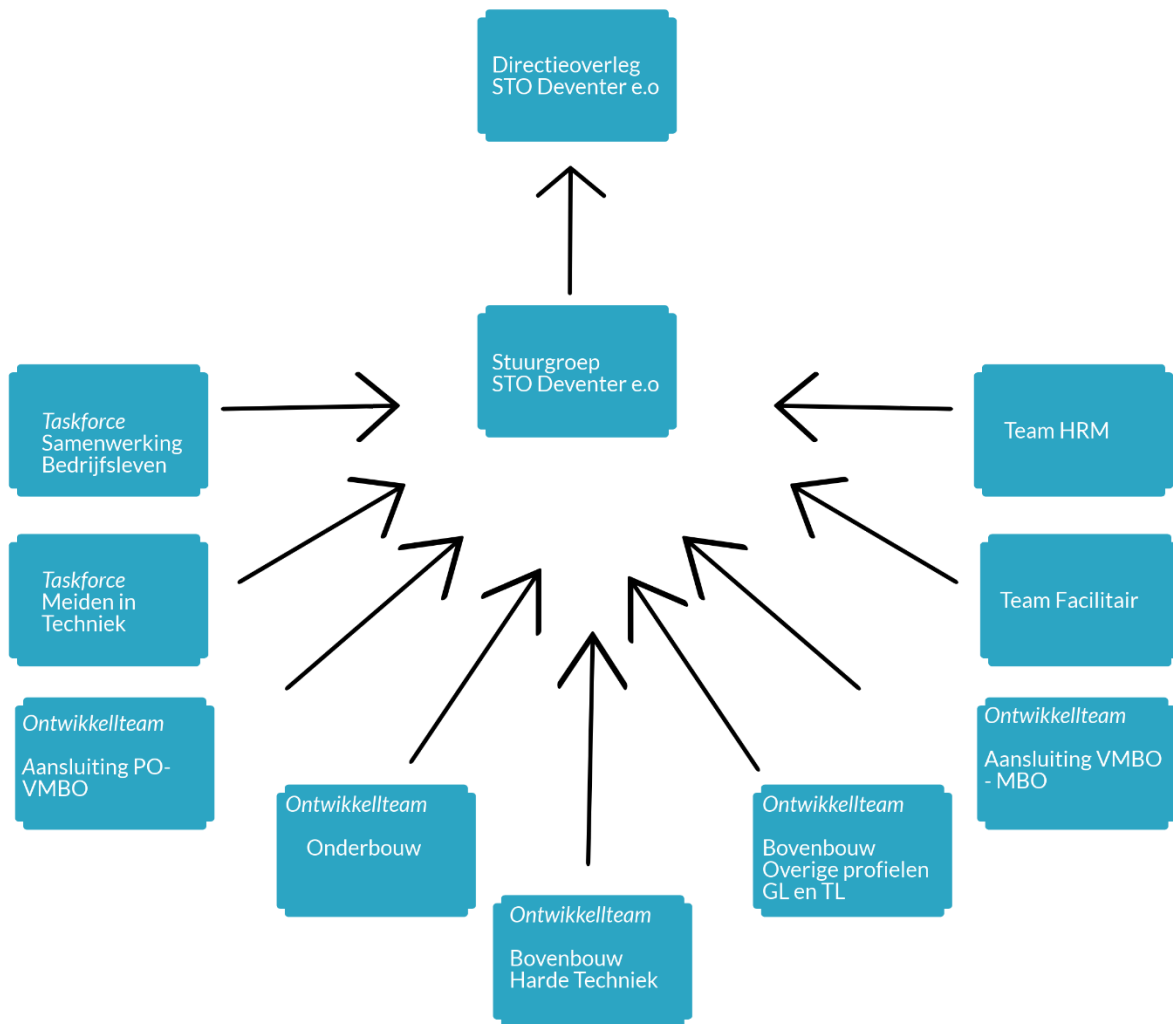 Directieoverleg
STO Deventer e.o
Stuurgroep
STO Deventer e.o
Taskforce
Samenwerking
Bedrijfsleven
Team HRM
Taskforce
Meiden in
Techniek
Team Facilitair
Ontwikkellteam
Aansluiting PO-
VMBO
Ontwikkellteam
Aansluiting VMBO
- MBO
Ontwikkellteam
Onderbouw
Ontwikkellteam
Bovenbouw
Overige profielen
GL en TL
Ontwikkellteam
Bovenbouw
Harde Techniek